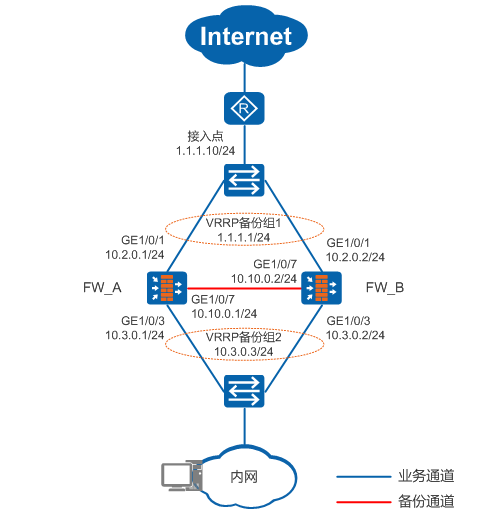 Internet
R
接入点
1.1.1.10/24
VRRP备份组1
1.1.1.1/24
GE1/0/1
10.2.0.1/24
GE1/0/1
10.2.0.2/24
GE1/0/7
10.10.0.2/24
FW_A
FW_B
GE1/0/7
10.10.0.1/24
GE1/0/3
10.3.0.1/24
GE1/0/3
10.3.0.2/24
VRRP备份组2
10.3.0.3/24
内网
业务通道
备份通道